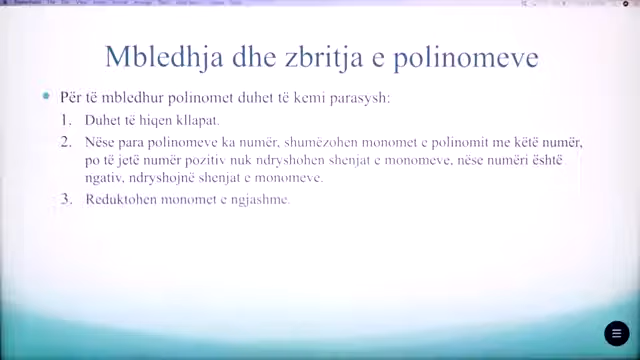 Mbledhja dhe zbritja e polinomeve
Për të mbledhur polinomet duhet të kemi parasysh:
1. Duhet të hiqen kllapat.
2. Nëse para polinomeve ka numër, shumëzohen monomet e polinomit me këtë numër,
po të jetë numër pozitiv nuk ndryshohen shenjat e monomeve, nëse numëri është
ngativ, ndryshojnë shenjat e monomeve.
3. Reduktohen monomet e ngjashme.